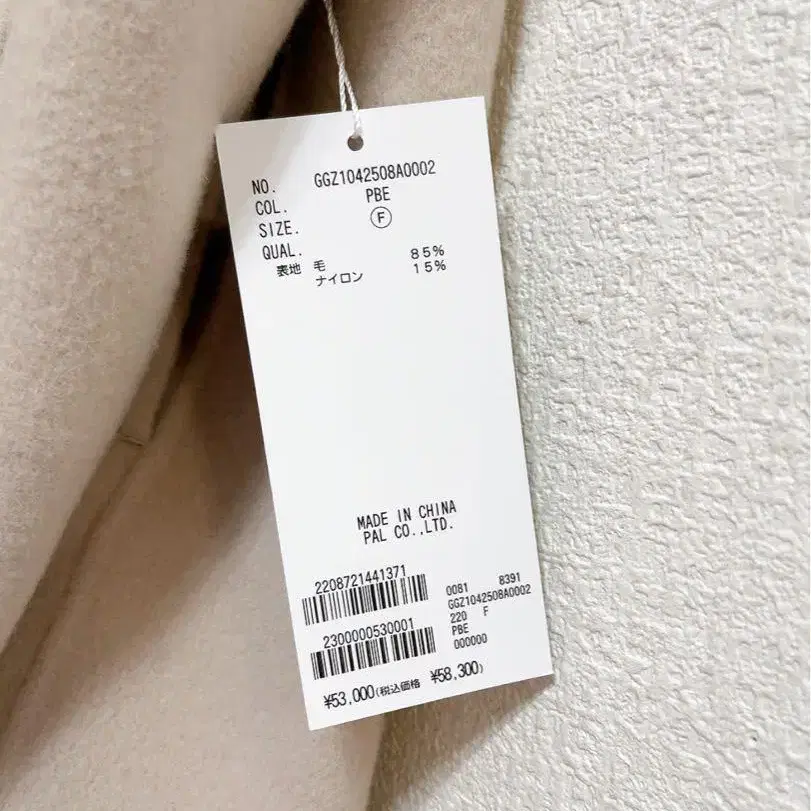 NO. GGZ1042508A0002
COL. PBE
SIZE. F
QUAL.
表地 毛 85%
ナイロン 15%
MADE IN CHINA
PAL CO.,LTD.
2208721441371
2300000530001
0081 8391
GGZ1042508A0002
220 F
PBE
000000
¥53,000(税込価格 ¥58,300)